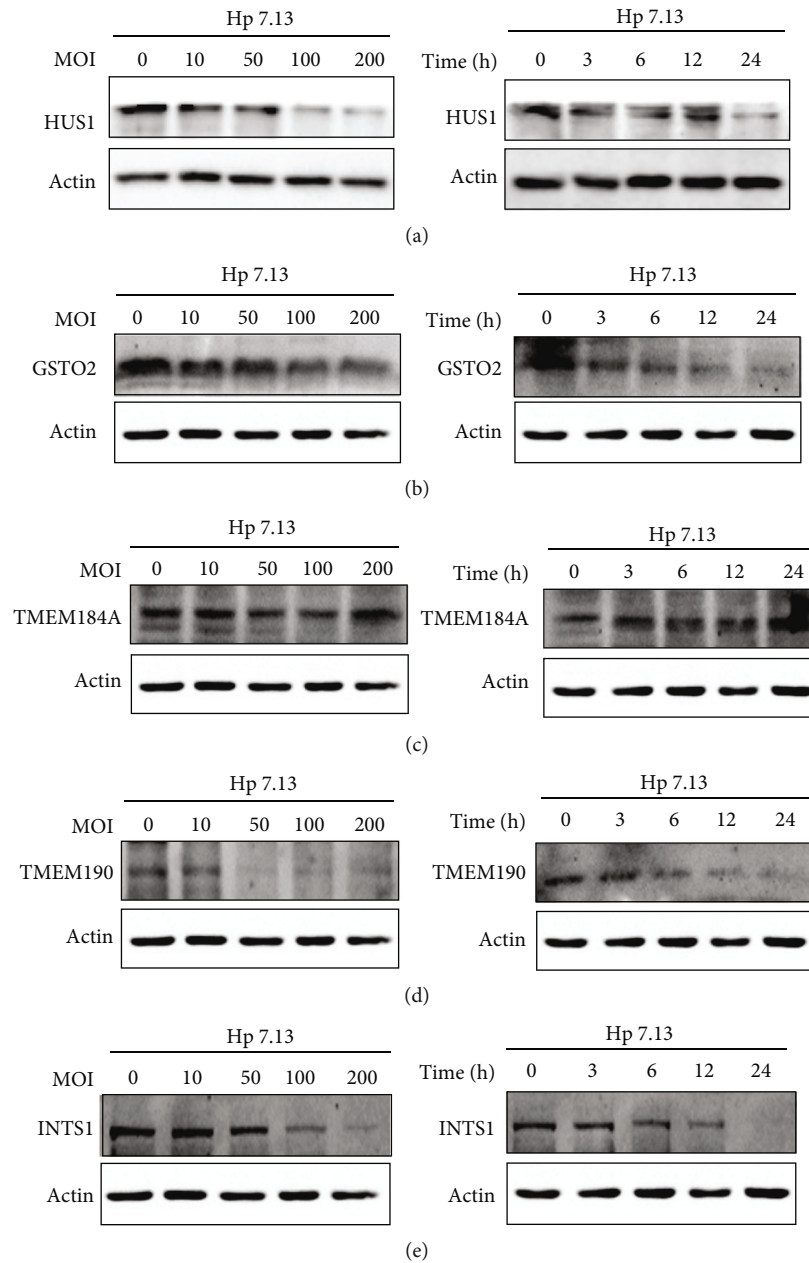 Hp 7.13
MOI 0 10 50 100 200
HUS1
Actin
Hp 7.13
Time (h) 0 3 6 12 24
HUS1
Actin
(a)
Hp 7.13
MOI 0 10 50 100 200
GSTO2
Actin
Hp 7.13
Time (h) 0 3 6 12 24
GSTO2
Actin
(b)
Hp 7.13
MOI 0 10 50 100 200
TMEM184A
Actin
Hp 7.13
Time (h) 0 3 6 12 24
TMEM184A
Actin
(c)
Hp 7.13
MOI 0 10 50 100 200
TMEM190
Actin
Hp 7.13
Time (h) 0 3 6 12 24
TMEM190
Actin
(d)
Hp 7.13
MOI 0 10 50 100 200
INTS1
Actin
Hp 7.13
Time (h) 0 3 6 12 24
INTS1
Actin
(e)